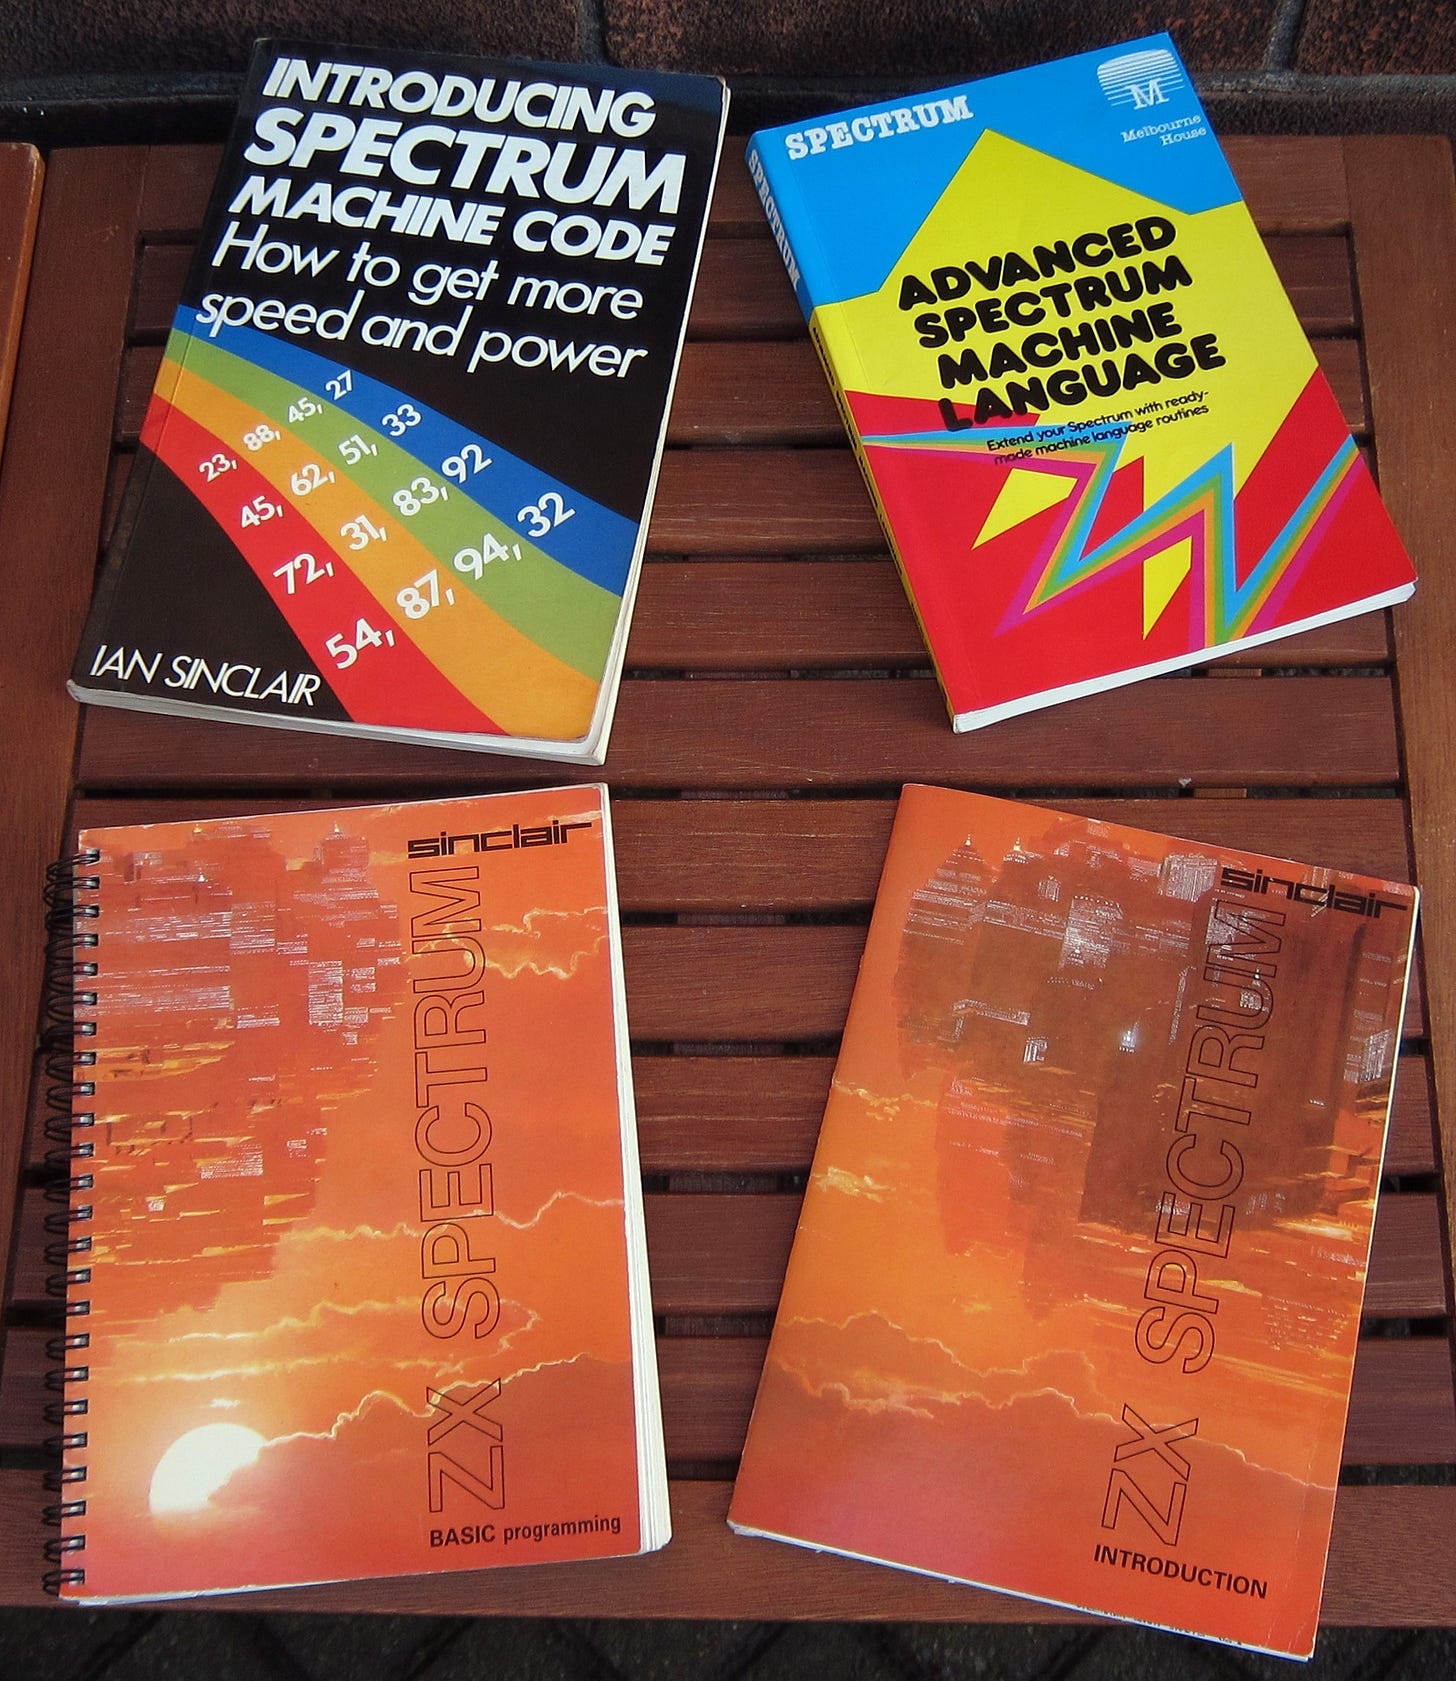 INTRODUCING
SPECTRUM
MACHINE CODE
How to get more
speed and power
23, 88, 45, 27
45, 62, 51, 33
72, 31, 83, 92
54, 87, 94, 32
IAN SINCLAIR
SPECTRUM
SPECTRUM
M
Melbourne
House
ADVANCED
SPECTRUM
MACHINE
LANGUAGE
Extend your Spectrum with ready-
made machine language routines
sinclair
ZX SPECTRUM
BASIC programming
sinclair
ZX SPECTRUM
INTRODUCTION